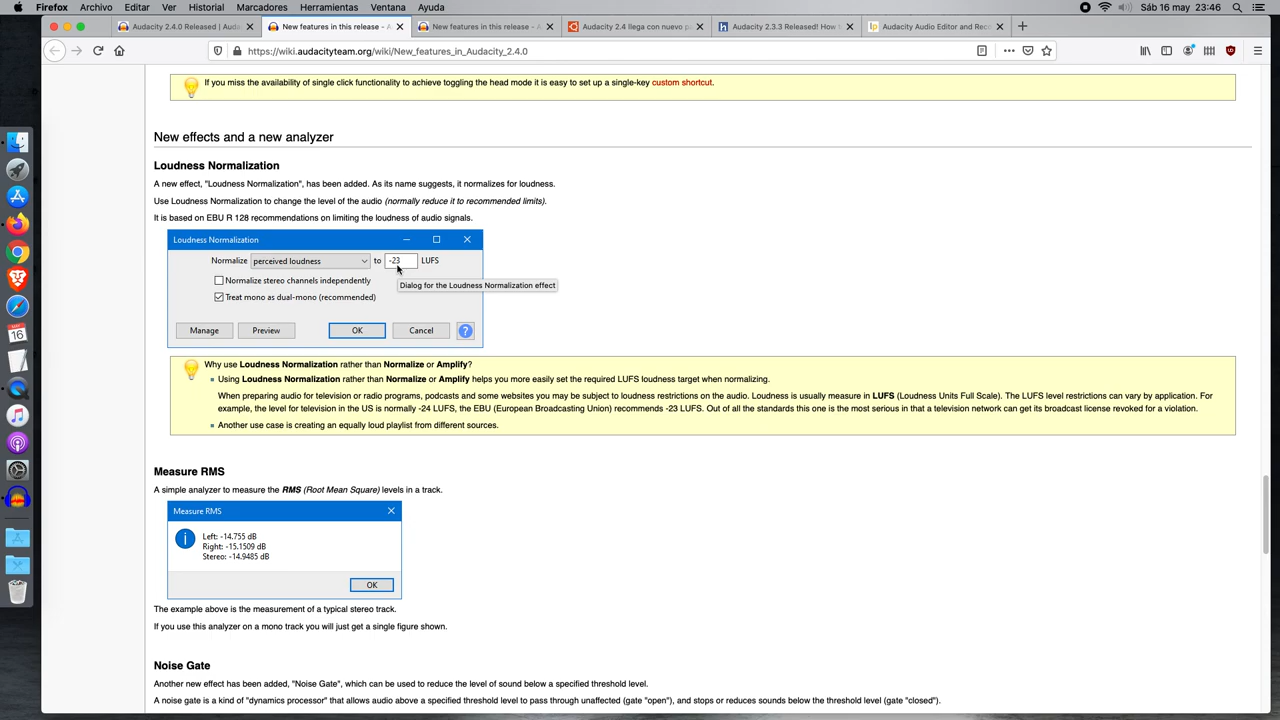 Firefox Archivo Editar Ver Historial Marcadores Herramientas Ventana Ayuda Sáb 16 may 23:46
Audacity 2.4.0 Released | Audac
New features in this release - A
New features in this release - A
Audacity 2.4 llega con nuevo p
Audacity 2.3.3 Released! How
Audacity Audio Editor and Reco
https://wiki.audacityteam.org/wiki/New_features_in_Audacity_2.4.0
If you miss the availability of single click functionality to achieve toggling the head mode it is easy to set up a single-key custom shortcut.
New effects and a new analyzer
Loudness Normalization
A new effect, "Loudness Normalization", has been added. As its name suggests, it normalizes for loudness.
Use Loudness Normalization to change the level of the audio (normally reduce it to recommended limits).
It is based on EBU R 128 recommendations on limiting the loudness of audio signals.
Loudness Normalization
Normalize perceived loudness to -23 LUFS
Normalize stereo channels independently
Dialog for the Loudness Normalization effect
Treat mono as dual-mono (recommended)
Manage Preview OK Cancel ?
Why use Loudness Normalization rather than Normalize or Amplify?
Using Loudness Normalization rather than Normalize or Amplify helps you more easily set the required LUFS loudness target when normalizing.
When preparing audio for television or radio programs, podcasts and some websites you may be subject to loudness restrictions on the audio. Loudness is usually measure in LUFS (Loudness Units Full Scale). The LUFS level restrictions can vary by application. For
example, the level for television in the US is normally -24 LUFS, the EBU (European Broadcasting Union) recommends -23 LUFS. Out of all the standards this one is the most serious in that a television network can get its broadcast license revoked for a violation.
Another use case is creating an equally loud playlist from different sources.
MAY
16
Measure RMS
A simple analyzer to measure the RMS (Root Mean Square) levels in a track.
Measure RMS
Left: -14.755 dB
Right: -15.1509 dB
Stereo: -14.9485 dB
OK
The example above is the measurement of a typical stereo track.
If you use this analyzer on a mono track you will just get a single figure shown.
Noise Gate
Another new effect has been added, "Noise Gate", which can be used to reduce the level of sound below a specified threshold level.
A noise gate is a kind of "dynamics processor" that allows audio above a specified threshold level to pass through unaffected (gate "open"), and stops or reduces sounds below the threshold level (gate "closed").